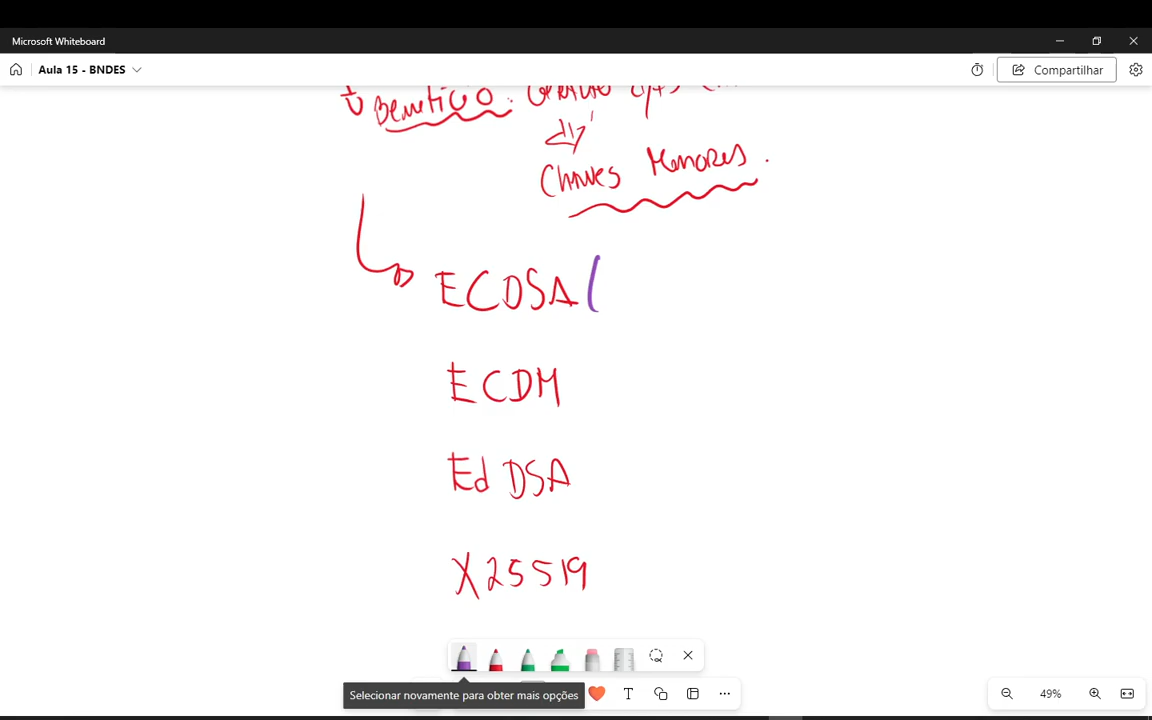 Microsoft Whiteboard
Aula 15 - BNDES
Compartilhar
Benefício:
Chaves Menores.
ECDSA (
ECDM
EdDSA
X25519
T
Selecionar novamente para obter mais opções
49%